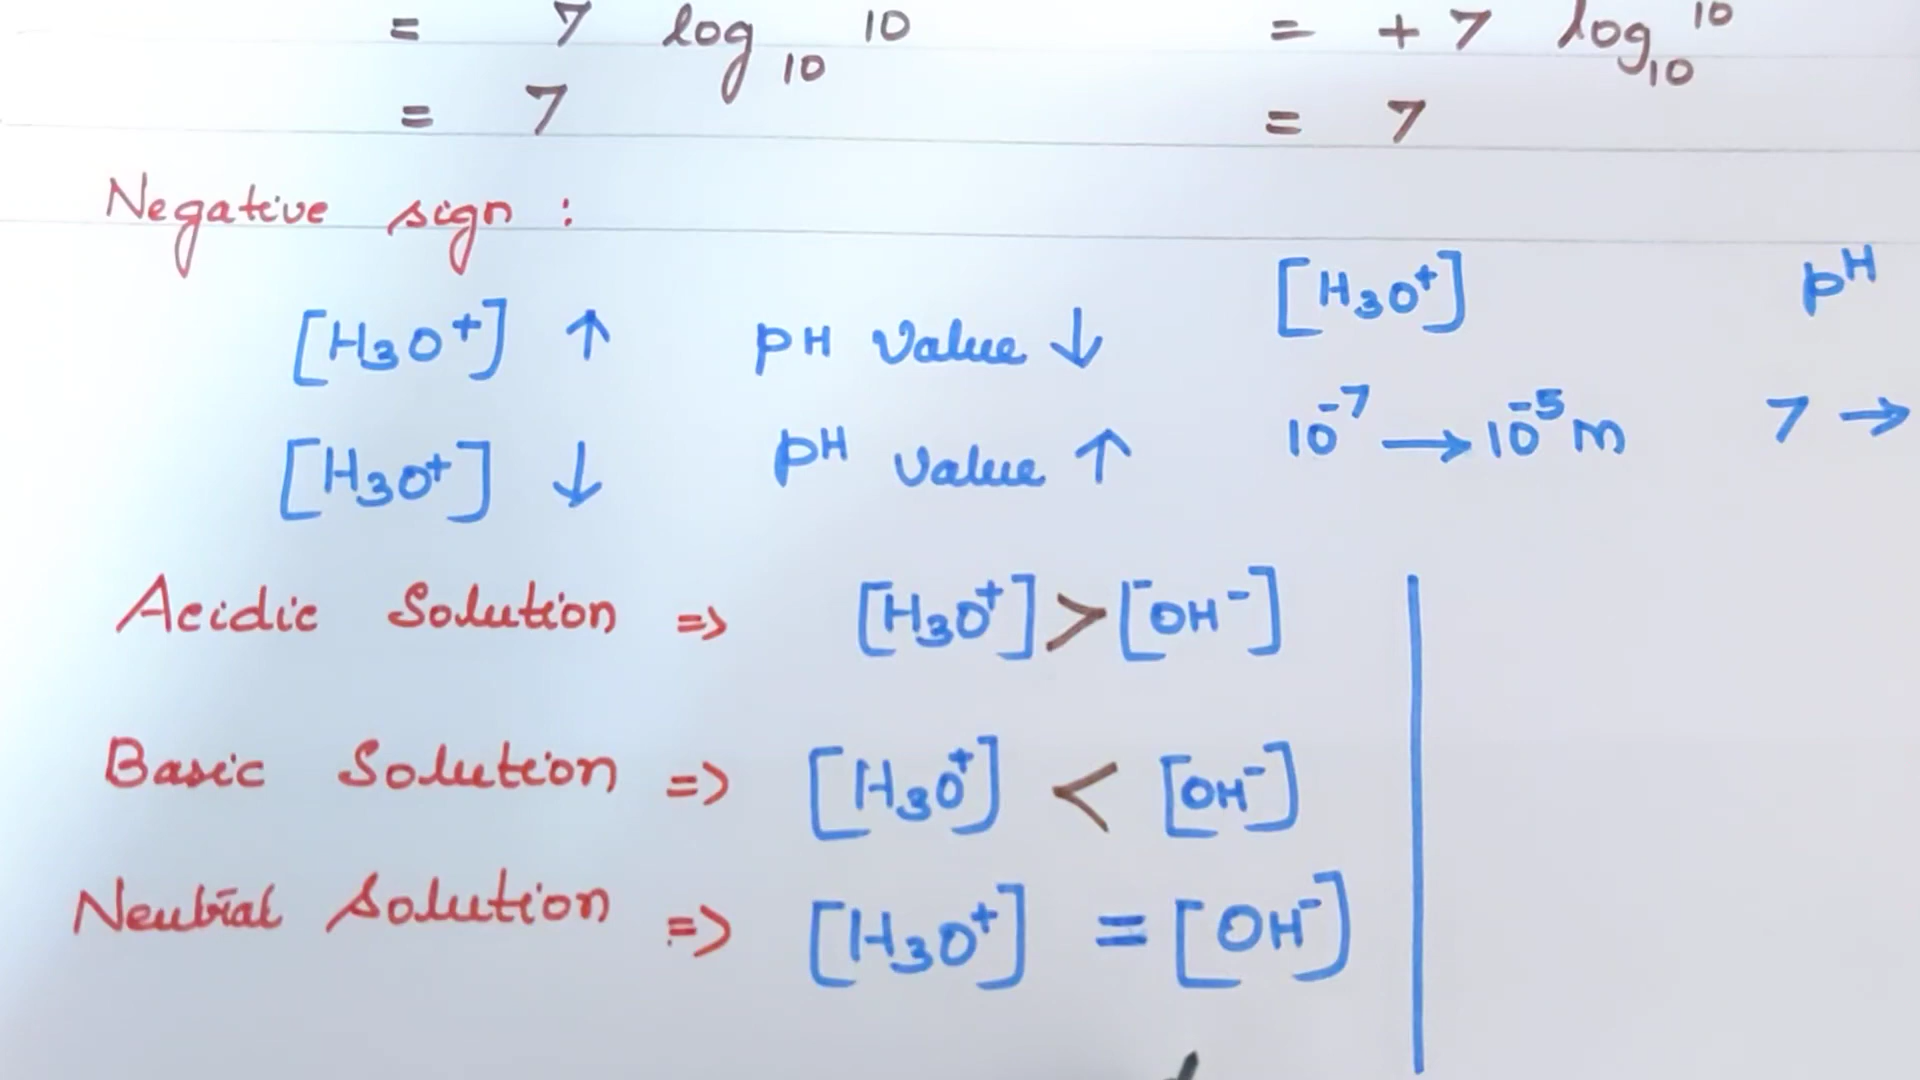 = 7 log₁₀ 10 = + 7 log₁₀ 10
= 7 = 7
Negative sign :
[H₃O⁺] pH
[H₃O⁺] ↑ pH Value ↓
10⁻⁷ → 10⁻⁵ m 7 →
[H₃O⁺] ↓ pH Value ↑
Acidic Solution => [H₃O⁺] > [⁻OH⁻]
Basic Solution => [H₃O⁺] < [OH⁻]
Neutral Solution => [H₃O⁺] = [OH⁻]